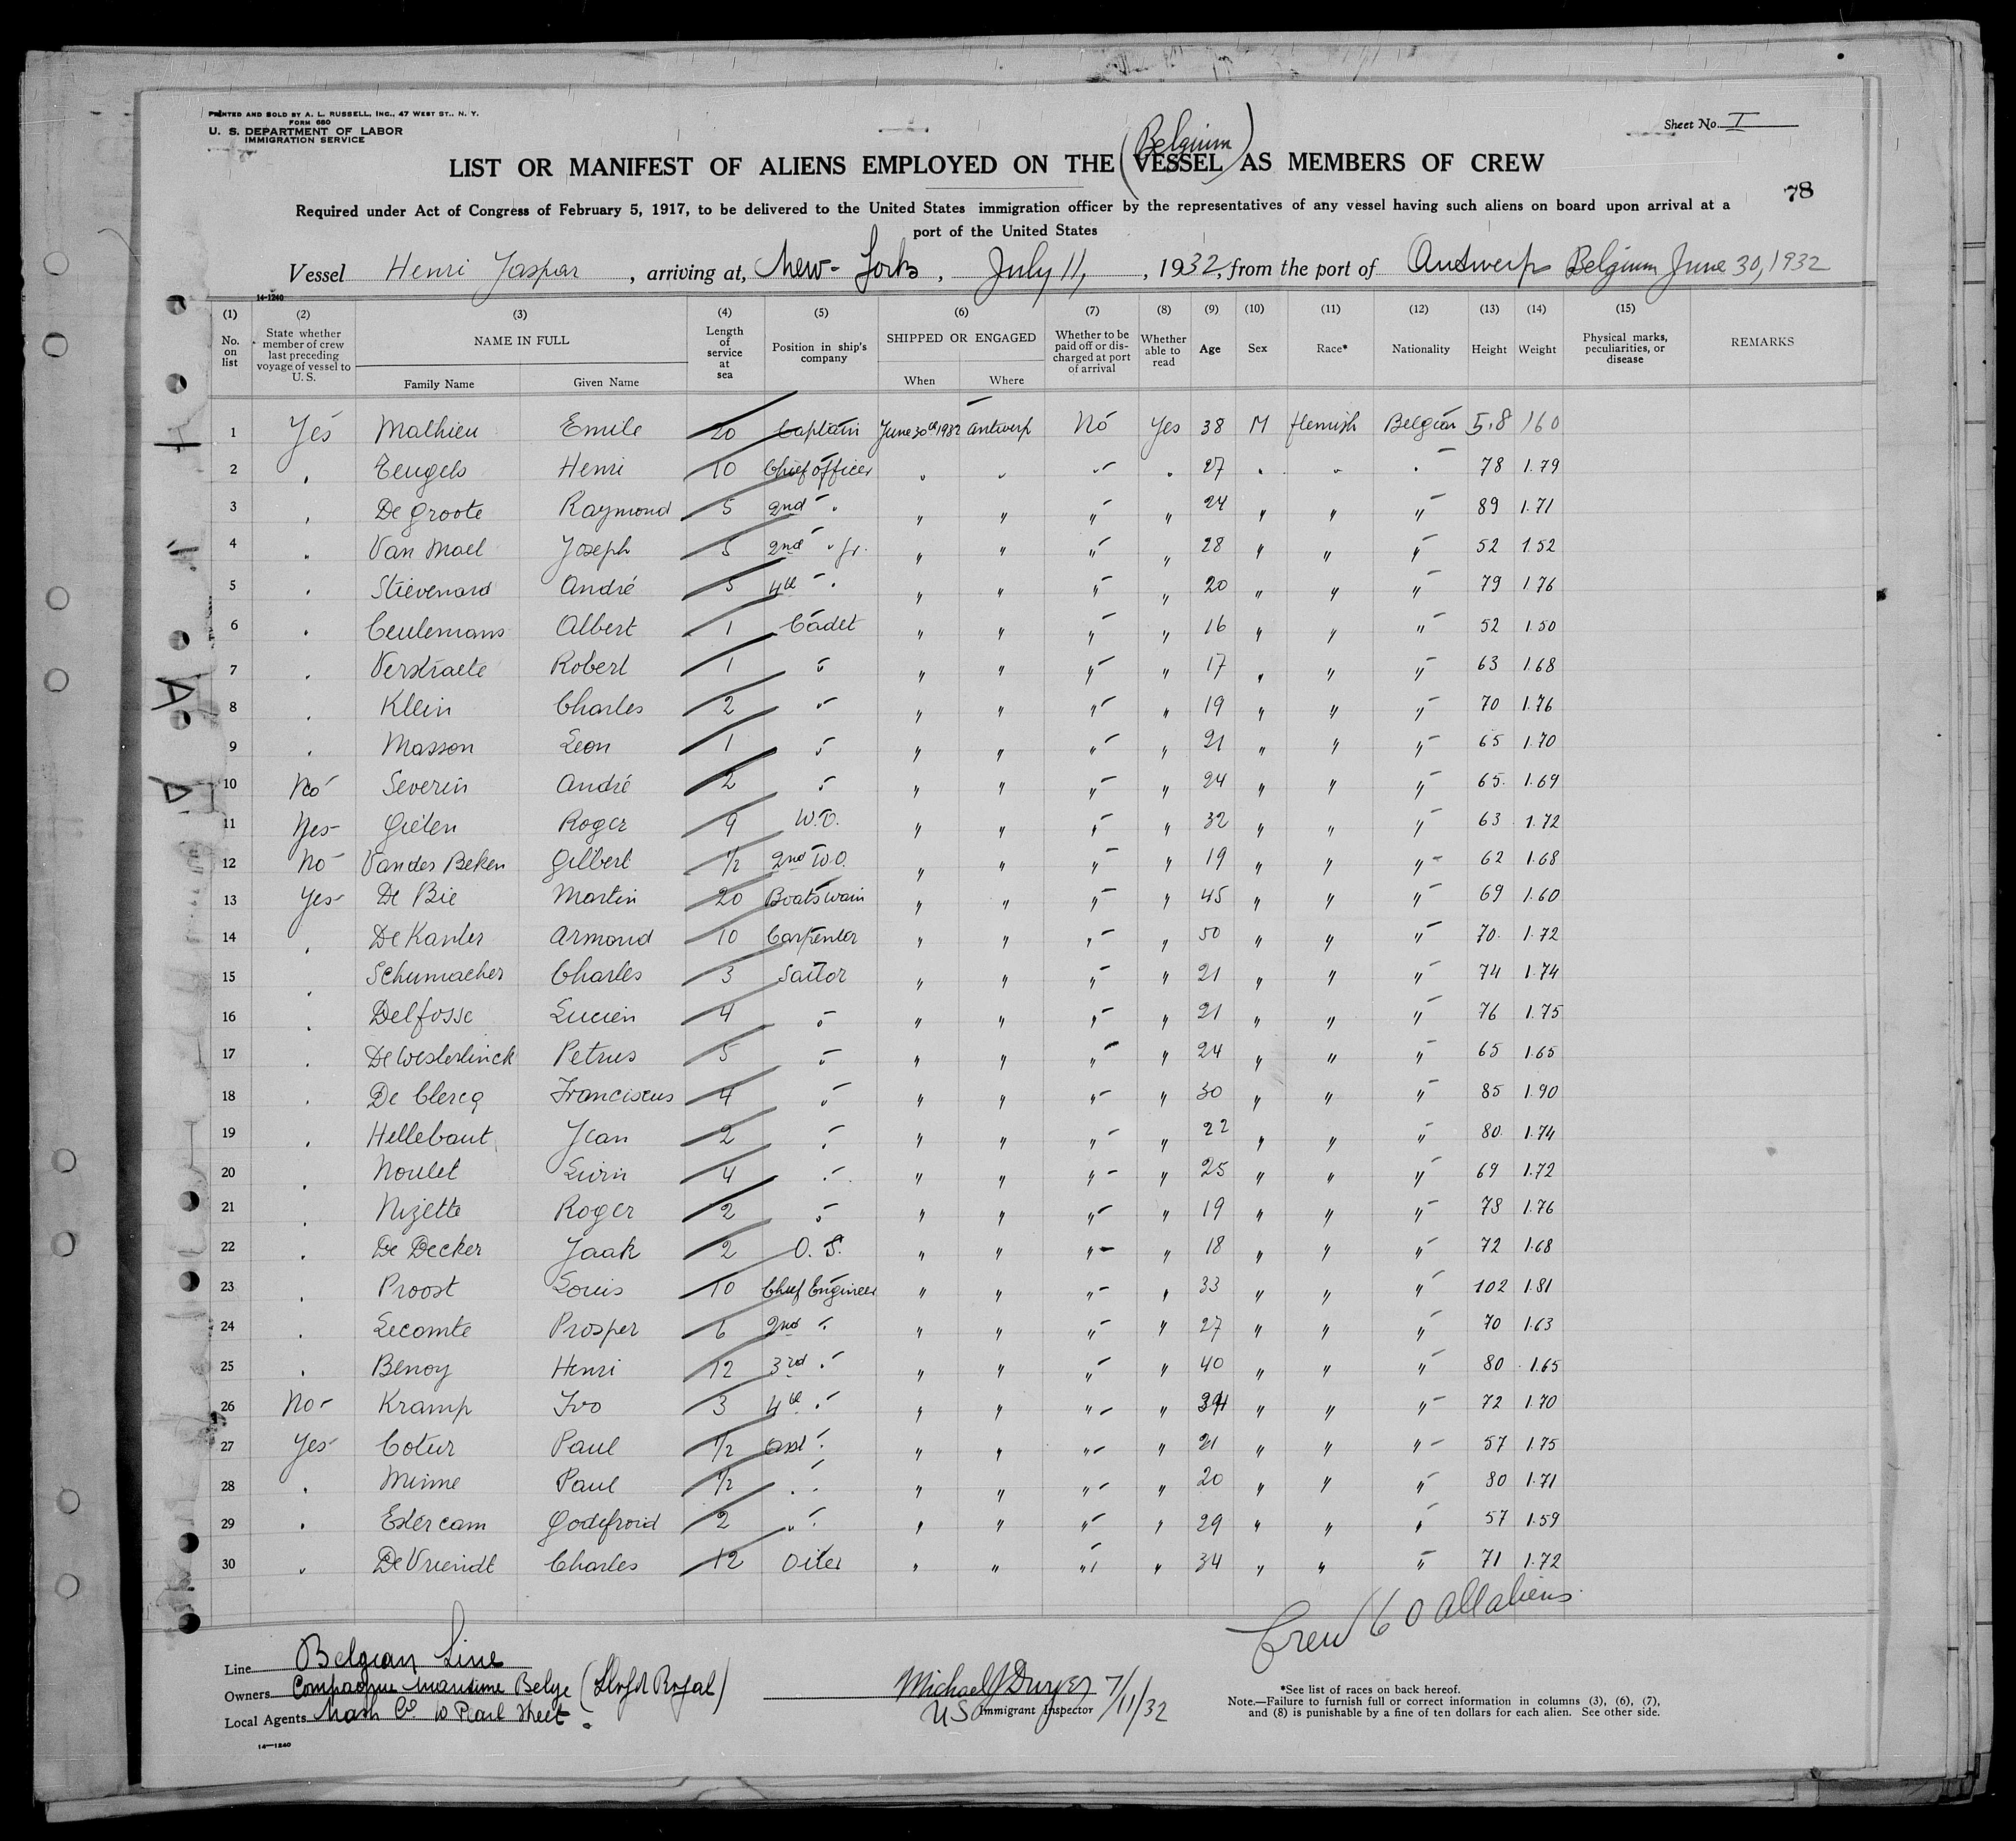 PRINTED AND SOLD BY A. L. RUSSELL, INC., 47 WEST ST., N. Y.
FORM 680
U. S. DEPARTMENT OF LABOR
IMMIGRATION SERVICE
Sheet No. I
(Belgium)
LIST OR MANIFEST OF ALIENS EMPLOYED ON THE VESSEL AS MEMBERS OF CREW
78
Required under Act of Congress of February 5, 1917, to be delivered to the United States immigration officer by the representatives of any vessel having such aliens on board upon arrival at a
port of the United States
Vessel Henri Jaspar, arriving at, New-York, July 11, 1932, from the port of Antwerp Belgium June 30, 1932
14-1240
(1) (2) (3) (4) (5) (6) (7) (8) (9) (10) (11) (12) (13) (14) (15)
No. on list | State whether member of crew last preceding voyage of vessel to U. S. | NAME IN FULL | Length of service at sea | Position in ship's company | SHIPPED OR ENGAGED | Whether to be paid off or discharged at port of arrival | Whether able to read | Age | Sex | Race* | Nationality | Height | Weight | Physical marks, peculiarities, or disease | REMARKS
Family Name | Given Name | When | Where
1 Yes Mathieu Emile 20 Captain June 30th 1932 Antwerp No Yes 38 M flemish Belgian 5.8 160
2 " Teugels Henri 10 Chief officer " " " " 27 " " " 78 1.79
3 " De Groote Raymond 5 2nd " " " " " 24 " " " 89 1.71
4 " Van Mael Joseph 5 2nd " Jr. " " " " 28 " " " 52 1.52
5 " Stievenard André 5 4th " " " " " 20 " " " 79 1.76
6 " Ceulemans Albert 1 Cadet " " " " 16 " " " 52 1.50
7 " Verstraete Robert 1 " " " " " 17 " " " 63 1.68
8 " Klein Charles 2 " " " " " 19 " " " 70 1.76
9 " Masson Leon 1 " " " " " 21 " " " 65 1.70
10 No Severin André 2 " " " " " 24 " " " 65 1.69
11 Yes Gielen Roger 9 W.O. " " " " 32 " " " 63 1.72
12 No Vander Beken Gilbert 1/2 2nd W.O. " " " " 19 " " " 62 1.68
13 Yes De Bie Martin 20 Boatswain " " " " 45 " " " 69 1.60
14 " De Kanter Armand 10 Carpenter " " " " 50 " " " 70 1.72
15 " Schumacher Charles 3 Sailor " " " " 21 " " " 74 1.74
16 " Delfosse Lucien 4 " " " " " 21 " " " 76 1.75
17 " De Westerlinck Petrus 5 " " " " " 24 " " " 65 1.65
18 " De Clercq Franciscus 4 " " " " " 30 " " " 85 1.90
19 " Hellebaut Jean 2 " " " " " 22 " " " 80 1.74
20 " Noulet 4 " " " " " 25 " " " 69 1.72
21 " Nizette Roger 2 " " " " " 19 " " " 78 1.76
22 " De Decker Jaak 2 O. S. " " " " 18 " " " 72 1.68
23 " Proost Louis 10 Chief Engineer " " " " 33 " " " 102 1.81
24 " Lecomte Prosper 6 2nd " " " " " 27 " " " 70 1.63
25 " Benoy Henri 12 3rd " " " " " 40 " " " 80 1.65
26 No Kramp Ivo 3 4th " " " " " " " " 72 1.70
27 Yes Cotur Paul 1/2 asst " " " " " 21 " " " 57 1.75
28 " Minne Paul 1/2 " " " " " " 20 " " " 80 1.71
29 " Estercam Godefroid 2 " " " " " " 29 " " " 57 1.59
30 " De Vriendt Charles 12 Oiler " " " " 34 " " " 71 1.72
Crew 60 all aliens
Line Belgian Line
Owners Compagnie Maritime Belge (Lloyd Royal)
Local Agents Nash Co 10 Pearl Street.
Michael J Dwyer 7/11/32
US Immigrant Inspector
*See list of races on back hereof.
Note.—Failure to furnish full or correct information in columns (3), (6), (7),
and (8) is punishable by a fine of ten dollars for each alien. See other side.
14—1240